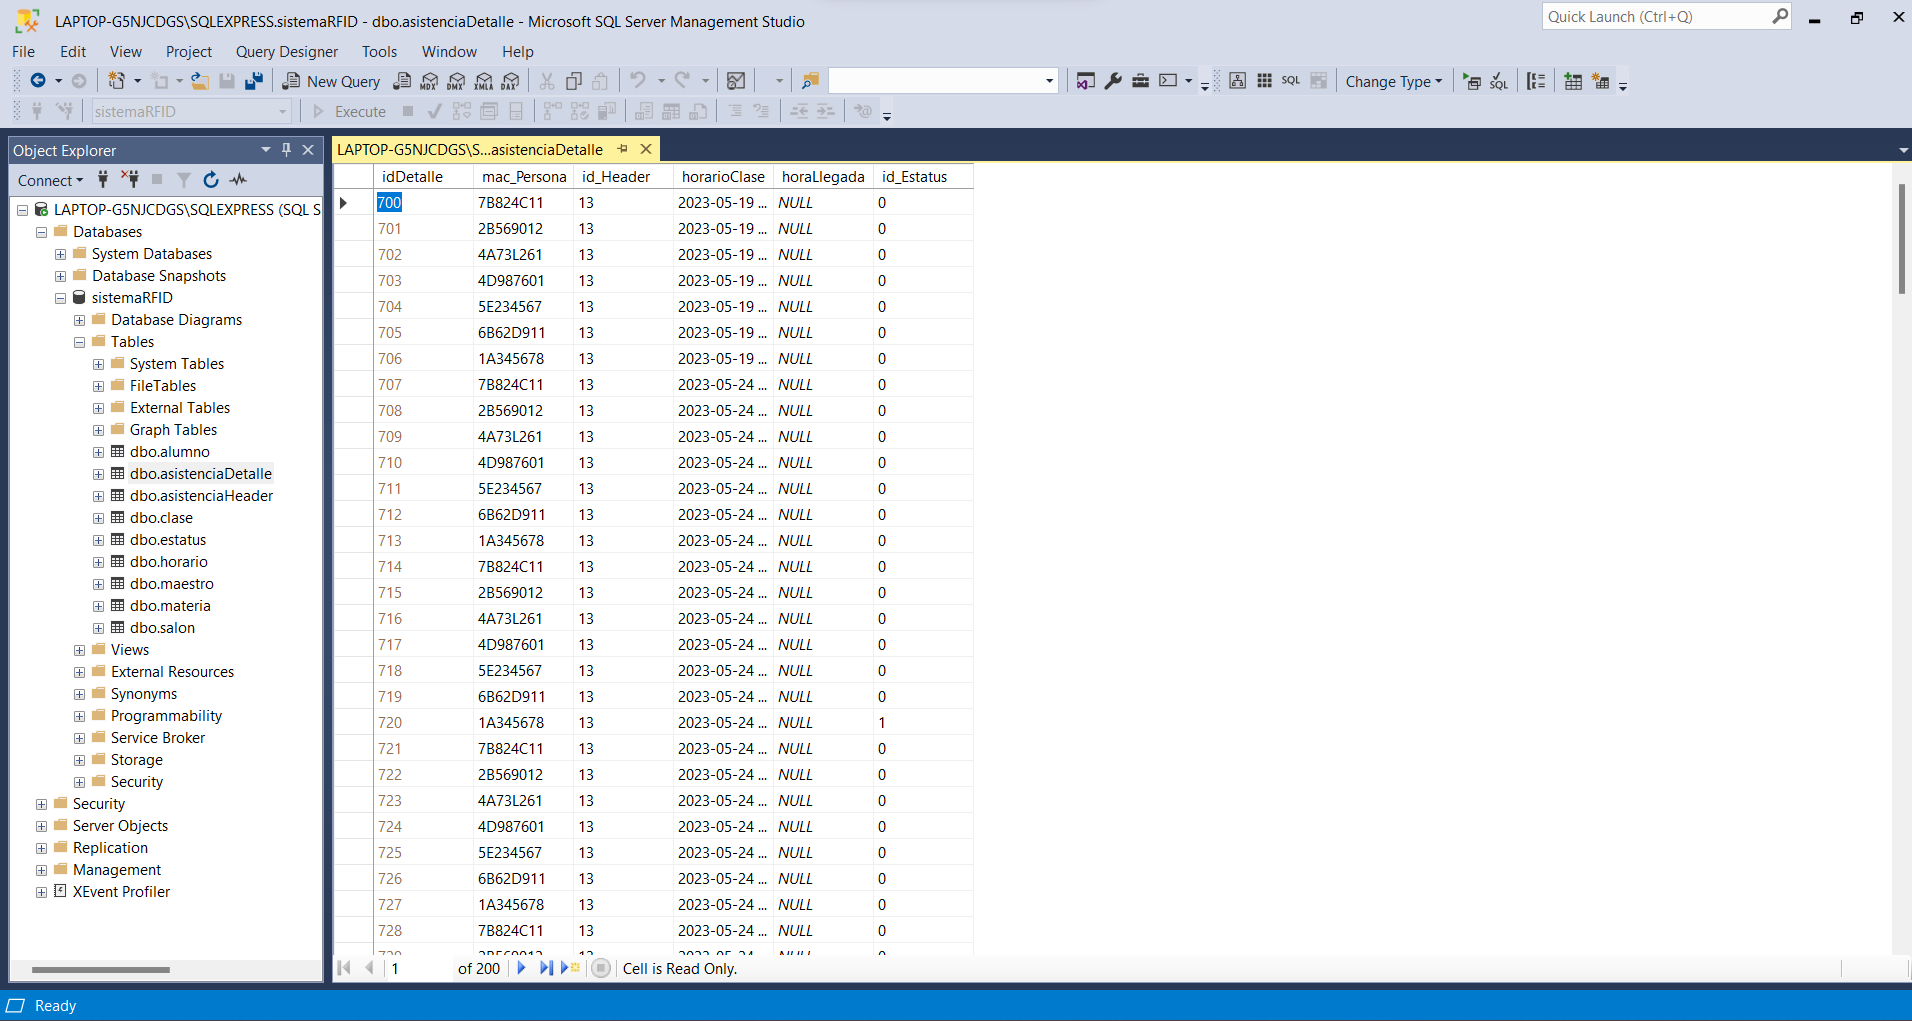 LAPTOP-G5NJCDGS\SQLEXPRESS.sistemaRFID - dbo.asistenciaDetalle - Microsoft SQL Server Management Studio
Quick Launch (Ctrl+Q)
File Edit View Project Query Designer Tools Window Help
New Query MDX DMX XMLA DAX SQL Change Type SQL
sistemaRFID Execute
Object Explorer
Connect
LAPTOP-G5NJCDGS\SQLEXPRESS (SQL S
Databases
System Databases
Database Snapshots
sistemaRFID
Database Diagrams
Tables
System Tables
FileTables
External Tables
Graph Tables
dbo.alumno
dbo.asistenciaDetalle
dbo.asistenciaHeader
dbo.clase
dbo.estatus
dbo.horario
dbo.maestro
dbo.materia
dbo.salon
Views
External Resources
Synonyms
Programmability
Service Broker
Storage
Security
Security
Server Objects
Replication
Management
XEvent Profiler
LAPTOP-G5NJCDGS\S...asistenciaDetalle
idDetalle mac_Persona id_Header horarioClase horaLlegada id_Estatus
700 7B824C11 13 2023-05-19 ... NULL 0
701 2B569012 13 2023-05-19 ... NULL 0
702 4A73L261 13 2023-05-19 ... NULL 0
703 4D987601 13 2023-05-19 ... NULL 0
704 5E234567 13 2023-05-19 ... NULL 0
705 6B62D911 13 2023-05-19 ... NULL 0
706 1A345678 13 2023-05-19 ... NULL 0
707 7B824C11 13 2023-05-24 ... NULL 0
708 2B569012 13 2023-05-24 ... NULL 0
709 4A73L261 13 2023-05-24 ... NULL 0
710 4D987601 13 2023-05-24 ... NULL 0
711 5E234567 13 2023-05-24 ... NULL 0
712 6B62D911 13 2023-05-24 ... NULL 0
713 1A345678 13 2023-05-24 ... NULL 0
714 7B824C11 13 2023-05-24 ... NULL 0
715 2B569012 13 2023-05-24 ... NULL 0
716 4A73L261 13 2023-05-24 ... NULL 0
717 4D987601 13 2023-05-24 ... NULL 0
718 5E234567 13 2023-05-24 ... NULL 0
719 6B62D911 13 2023-05-24 ... NULL 0
720 1A345678 13 2023-05-24 ... NULL 1
721 7B824C11 13 2023-05-24 ... NULL 0
722 2B569012 13 2023-05-24 ... NULL 0
723 4A73L261 13 2023-05-24 ... NULL 0
724 4D987601 13 2023-05-24 ... NULL 0
725 5E234567 13 2023-05-24 ... NULL 0
726 6B62D911 13 2023-05-24 ... NULL 0
727 1A345678 13 2023-05-24 ... NULL 0
728 7B824C11 13 2023-05-24 ... NULL 0
1 of 200 Cell is Read Only.
Ready